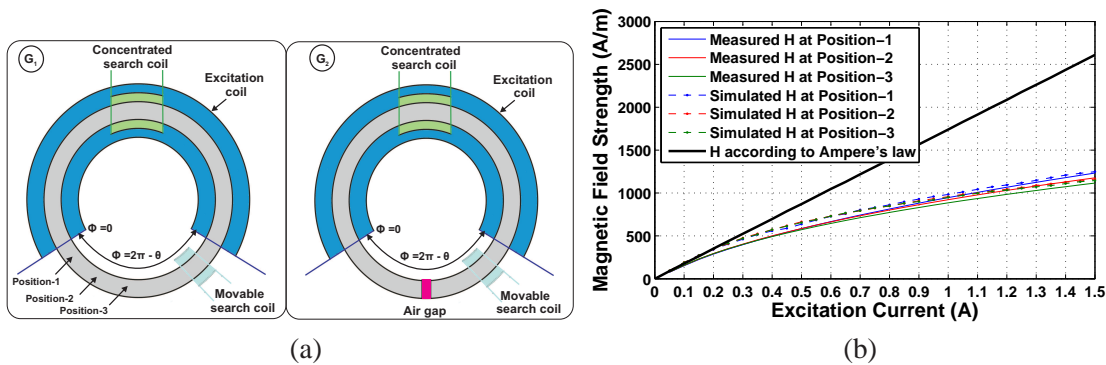 G1
Concentrated
search coil
Excitation
coil
Φ =0
Φ =2π - θ
Position-1
Position-2
Position-3
Movable
search coil
G2
Concentrated
search coil
Excitation
coil
Φ =0
Φ =2π - θ
Air gap
Movable
search coil
(a)
Magnetic Field Strength (A/m)
3000
2500
2000
1500
1000
500
0
Measured H at Position−1
Measured H at Position−2
Measured H at Position−3
Simulated H at Position−1
Simulated H at Position−2
Simulated H at Position−3
H according to Ampere's law
0 0.1 0.2 0.3 0.4 0.5 0.6 0.7 0.8 0.9 1.0 1.1 1.2 1.3 1.4 1.5
Excitation Current (A)
(b)